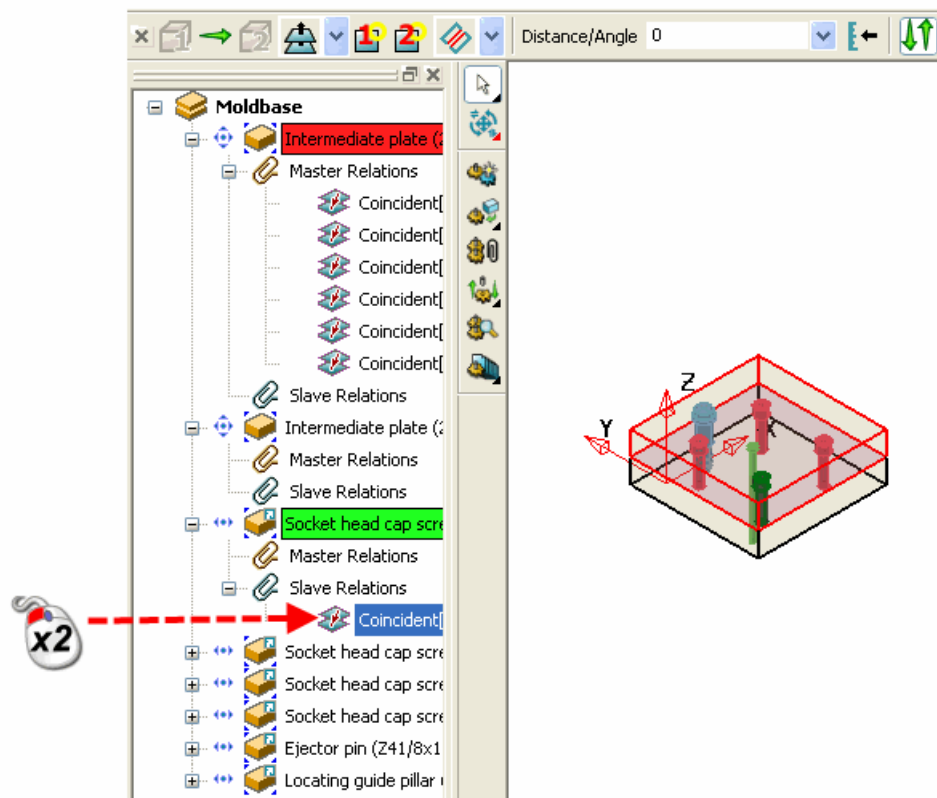 1 2 1 2 Distance/Angle 0
Moldbase
Intermediate plate (2
Master Relations
Coincident[
Coincident[
Coincident[
Coincident[
Coincident[
Coincident[
Slave Relations
Intermediate plate (2
Master Relations
Slave Relations
Socket head cap scre
Master Relations
Slave Relations
Coincident[
Socket head cap scre
Socket head cap scre
Socket head cap scre
Ejector pin (Z41/8x1
Locating guide pillar
x2
Z
Y
X